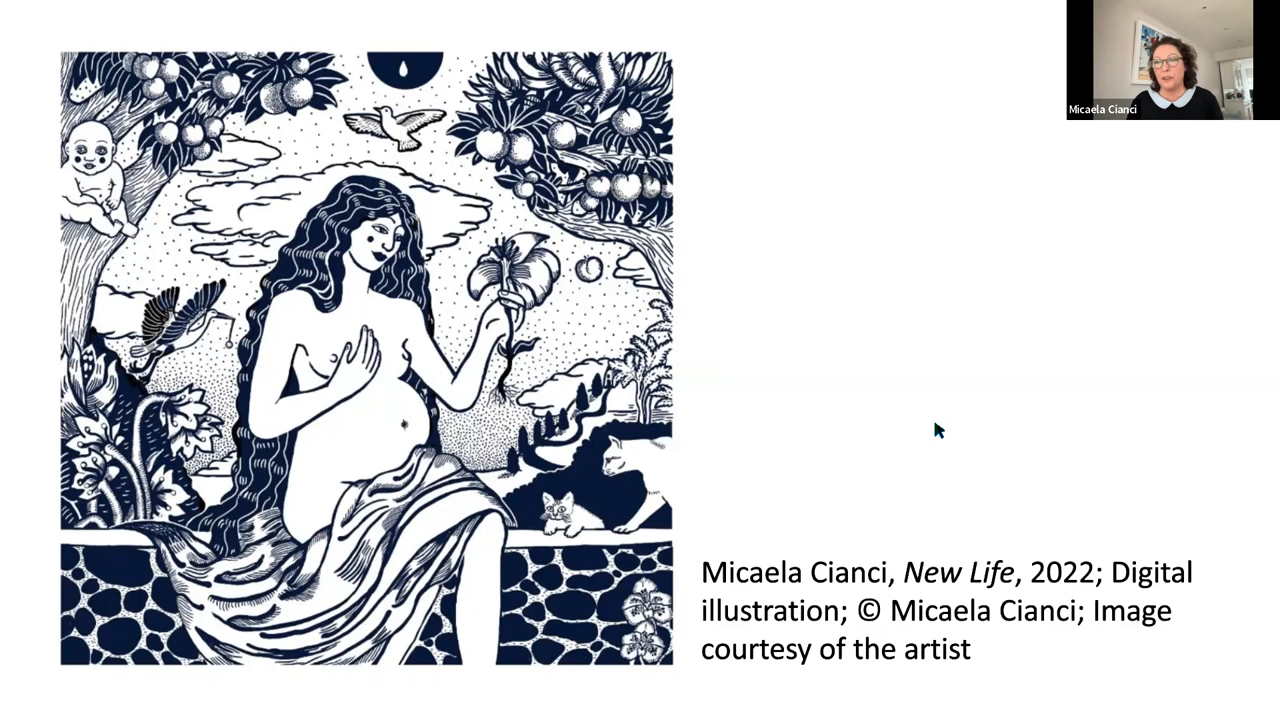 Micaela Cianci
Micaela Cianci, New Life, 2022; Digital
illustration; © Micaela Cianci; Image
courtesy of the artist